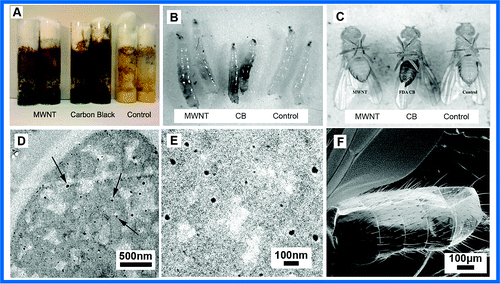 A
MWNT Carbon Black Control
B
MWNT CB Control
C
MWNT FDA CB Control
MWNT CB Control
D
500nm
E
100nm
F
100µm